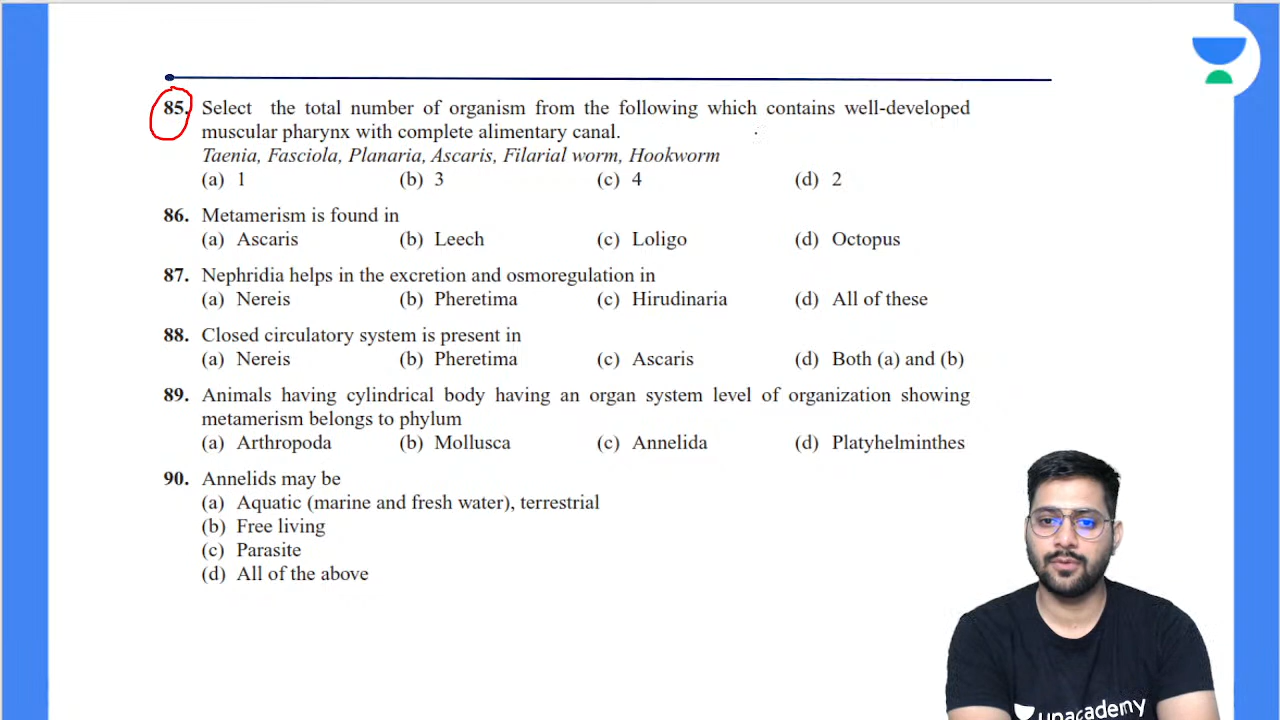 85. Select the total number of organism from the following which contains well-developed
muscular pharynx with complete alimentary canal.
Taenia, Fasciola, Planaria, Ascaris, Filarial worm, Hookworm
(a) 1 (b) 3 (c) 4 (d) 2
86. Metamerism is found in
(a) Ascaris (b) Leech (c) Loligo (d) Octopus
87. Nephridia helps in the excretion and osmoregulation in
(a) Nereis (b) Pheretima (c) Hirudinaria (d) All of these
88. Closed circulatory system is present in
(a) Nereis (b) Pheretima (c) Ascaris (d) Both (a) and (b)
89. Animals having cylindrical body having an organ system level of organization showing
metamerism belongs to phylum
(a) Arthropoda (b) Mollusca (c) Annelida (d) Platyhelminthes
90. Annelids may be
(a) Aquatic (marine and fresh water), terrestrial
(b) Free living
(c) Parasite
(d) All of the above
unacademy